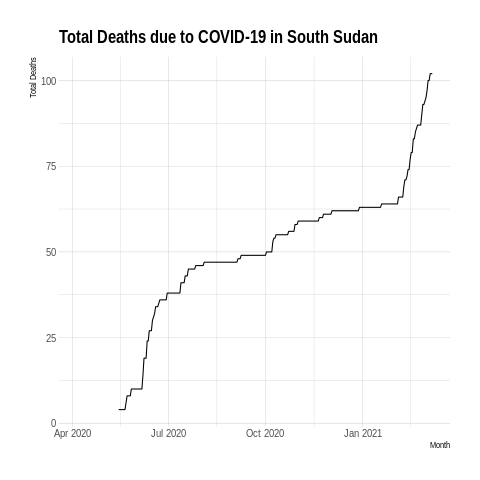 Total Deaths due to COVID-19 in South Sudan
Total Deaths
100
75
50
25
0
Apr 2020 Jul 2020 Oct 2020 Jan 2021
Month